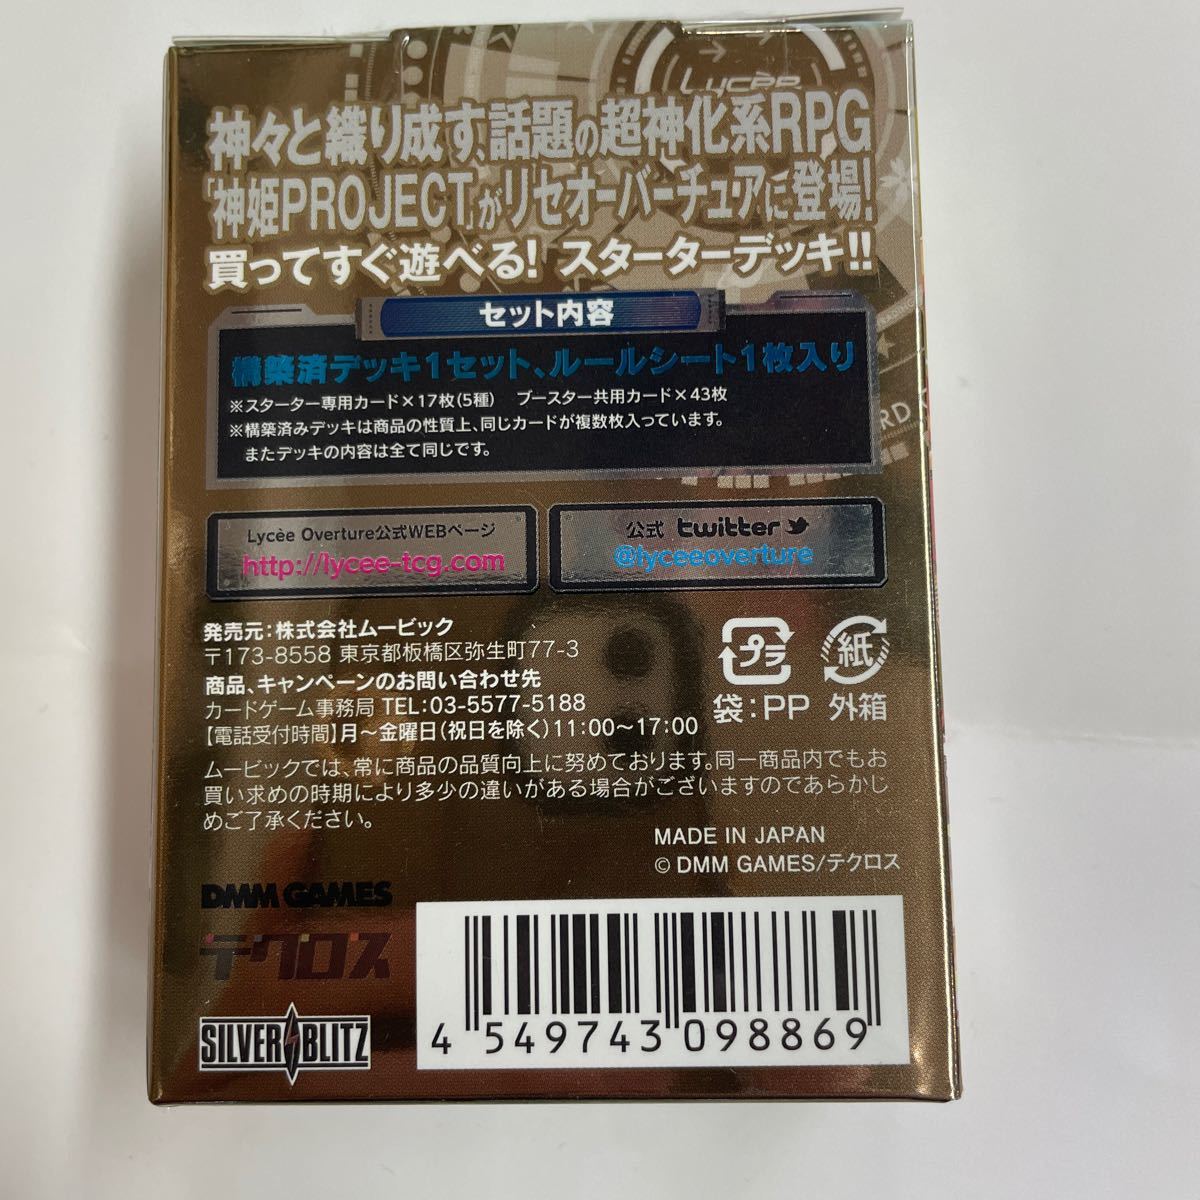 Lycèe
神々と織り成す、話題の超神化系RPG
「神姫PROJECT」がリセオーバーチュアに登場!
買ってすぐ遊べる! スターターデッキ!!
セット内容
構築済デッキ1セット、ルールシート1枚入り
※スターター専用カード×17枚(5種) ブースター共用カード×43枚
※構築済みデッキは商品の性質上、同じカードが複数枚入っています。
またデッキの内容は全て同じです。
Lycèe Overture公式WEBページ
http://lycee-tcg.com
公式 twitter
@lyceeoverture
発売元:株式会社ムービック
〒173-8558 東京都板橋区弥生町77-3
商品、キャンペーンのお問い合わせ先
カードゲーム事務局 TEL:03-5577-5188
【電話受付時間】月〜金曜日(祝日を除く)11:00〜17:00
プラ
袋:PP
紙
外箱
ムービックでは、常に商品の品質向上に努めております。同一商品内でもお
買い求めの時期により多少の違いがある場合がございますのであらかじ
めご了承ください。
MADE IN JAPAN
© DMM GAMES/テクロス
DMM GAMES
テクロス
SILVER BLITZ
4 549743 098869